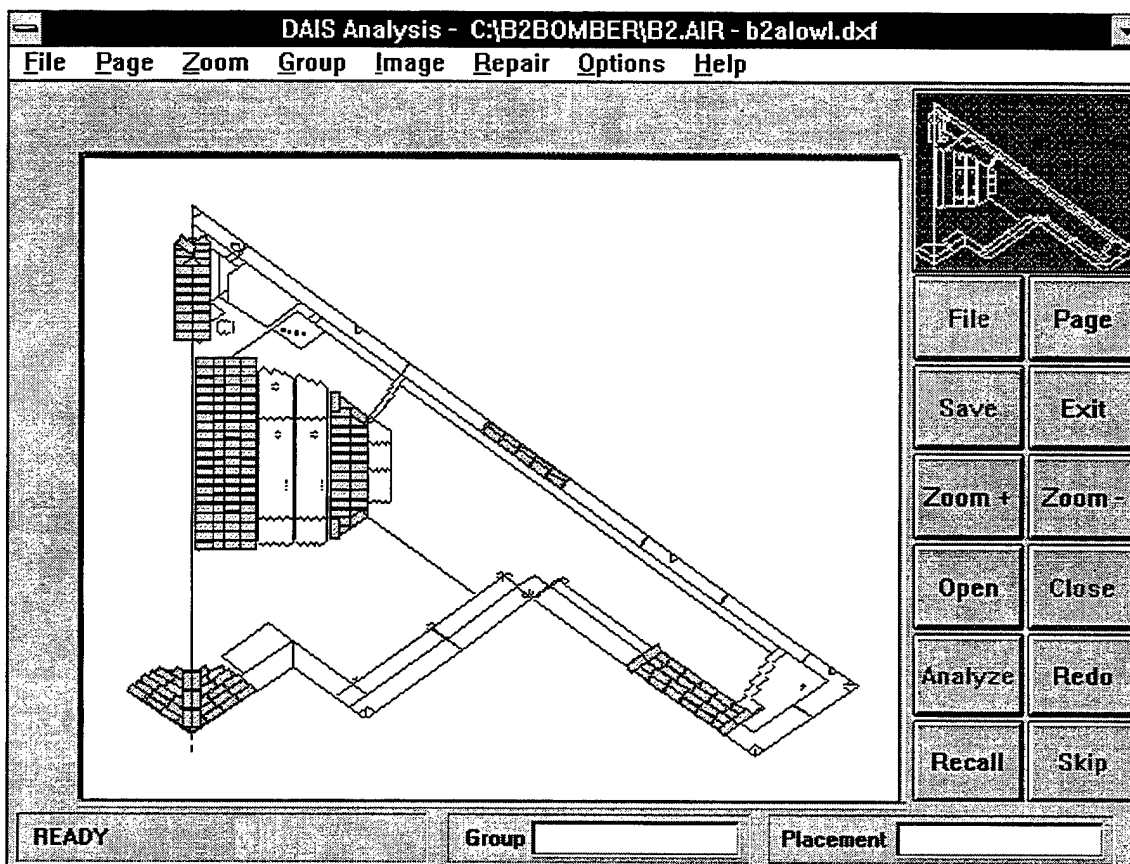 DAIS Analysis - C:\B2BOMBER\B2.AIR - b2alowl.dxf
File Page Zoom Group Image Repair Options Help
File Page
Save Exit
Zoom + Zoom -
Open Close
Analyze Redo
Recall Skip
READY Group Placement